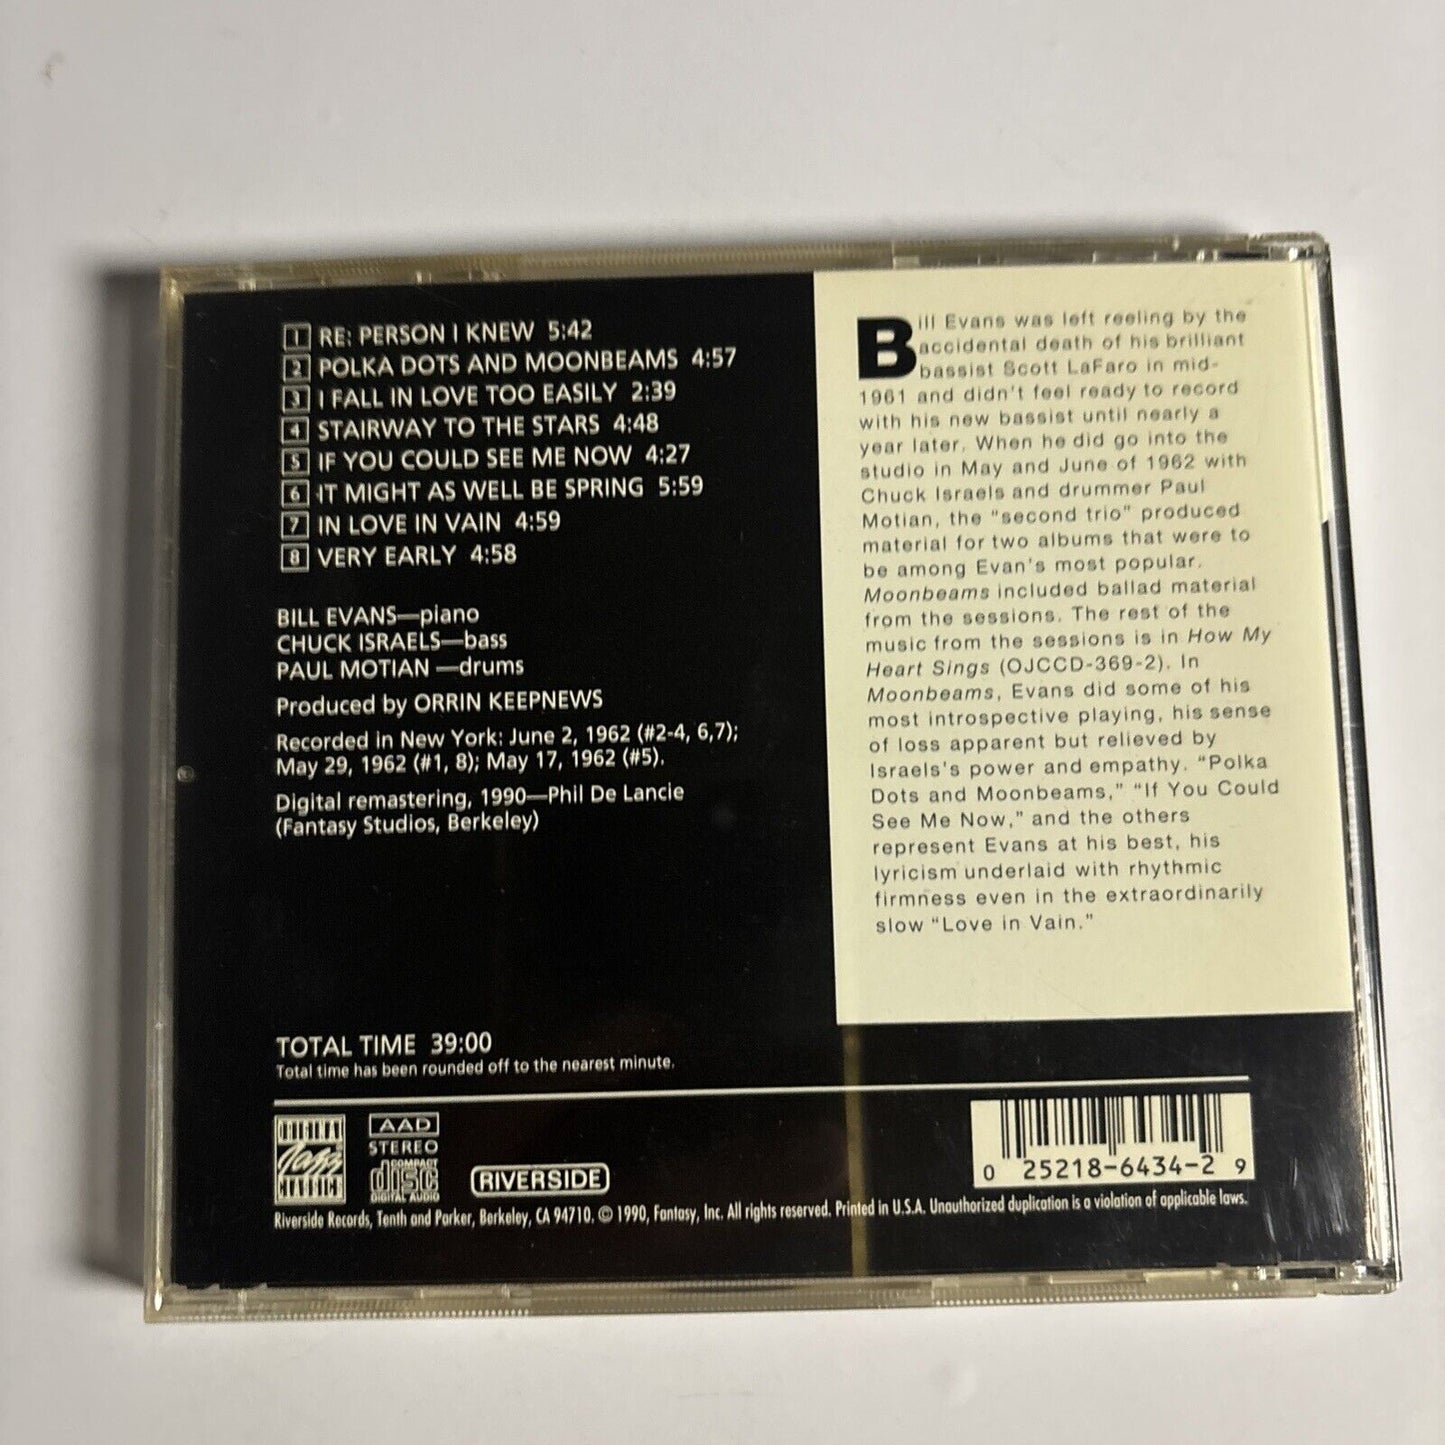 1 RE: PERSON I KNEW 5:42
2 POLKA DOTS AND MOONBEAMS 4:57
3 I FALL IN LOVE TOO EASILY 2:39
4 STAIRWAY TO THE STARS 4:48
5 IF YOU COULD SEE ME NOW 4:27
6 IT MIGHT AS WELL BE SPRING 5:59
7 IN LOVE IN VAIN 4:59
8 VERY EARLY 4:58
BILL EVANS—piano
CHUCK ISRAELS—bass
PAUL MOTIAN —drums
Produced by ORRIN KEEPNEWS
Recorded in New York: June 2, 1962 (#2-4, 6,7);
May 29, 1962 (#1, 8); May 17, 1962 (#5).
Digital remastering, 1990—Phil De Lancie
(Fantasy Studios, Berkeley)
TOTAL TIME 39:00
Total time has been rounded off to the nearest minute.
Bill Evans was left reeling by the
accidental death of his brilliant
bassist Scott LaFaro in mid-
1961 and didn't feel ready to record
with his new bassist until nearly a
year later. When he did go into the
studio in May and June of 1962 with
Chuck Israels and drummer Paul
Motian, the "second trio" produced
material for two albums that were to
be among Evan's most popular.
Moonbeams included ballad material
from the sessions. The rest of the
music from the sessions is in How My
Heart Sings (OJCCD-369-2). In
Moonbeams, Evans did some of his
most introspective playing, his sense
of loss apparent but relieved by
Israels's power and empathy. "Polka
Dots and Moonbeams," "If You Could
See Me Now," and the others
represent Evans at his best, his
lyricism underlaid with rhythmic
firmness even in the extraordinarily
slow "Love in Vain."
ORIGINAL
Jazz
CLASSICS
AAD
STEREO
COMPACT
disc
DIGITAL AUDIO
RIVERSIDE
0 25218-6434-2 9
Riverside Records, Tenth and Parker, Berkeley, CA 94710. © 1990, Fantasy, Inc. All rights reserved. Printed in U.S.A. Unauthorized duplication is a violation of applicable laws.